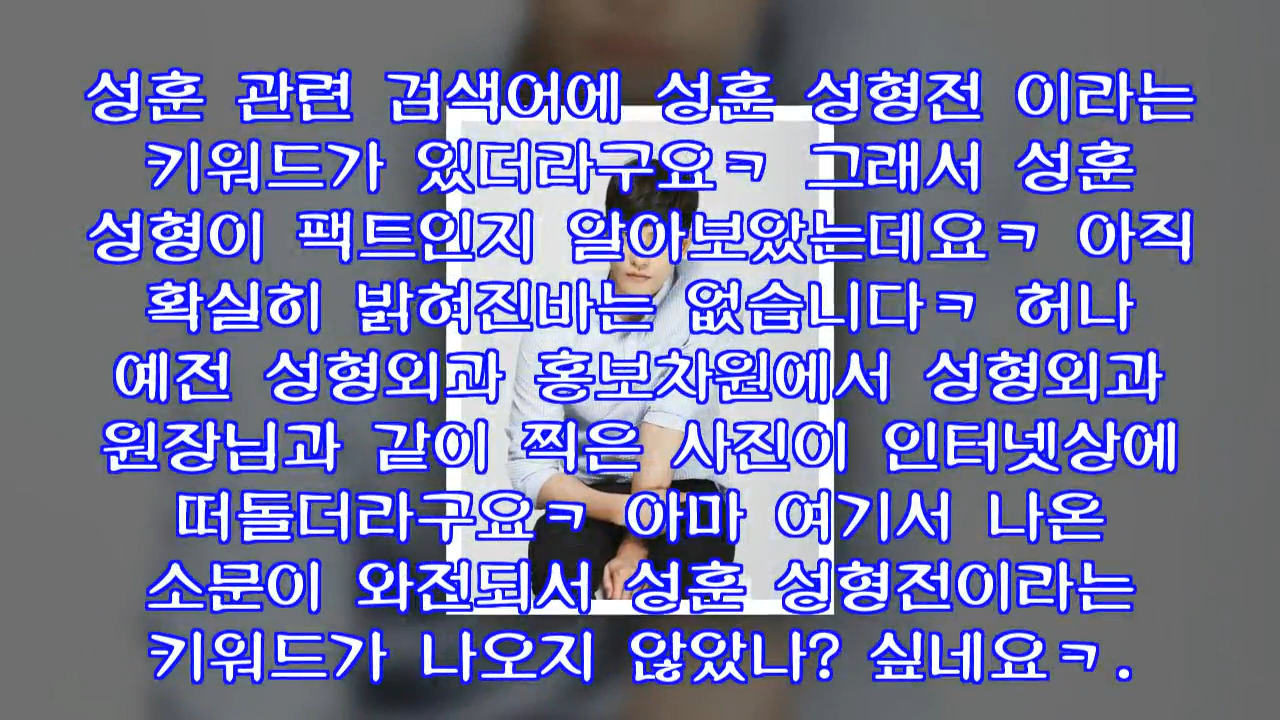 성훈 관련 검색어에 성훈 성형전 이라는
키워드가 있더라구요ㅋ 그래서 성훈
성형이 팩트인지 알아보았는데요ㅋ 아직
확실히 밝혀진바는 없습니다ㅋ 허나
예전 성형외과 홍보차원에서 성형외과
원장님과 같이 찍은 사진이 인터넷상에
떠돌더라구요ㅋ 아마 여기서 나온
소문이 와전되서 성훈 성형전이라는
키워드가 나오지 않았나? 싶네요ㅋ.